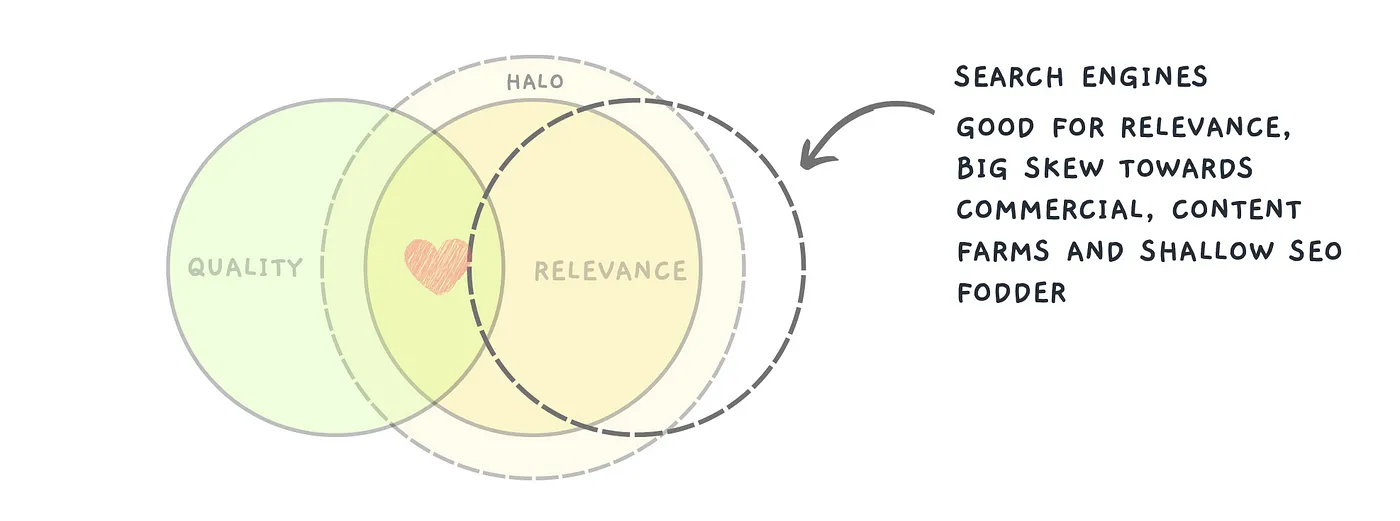 HALO
QUALITY
RELEVANCE
SEARCH ENGINES
GOOD FOR RELEVANCE,
BIG SKEW TOWARDS
COMMERCIAL, CONTENT
FARMS AND SHALLOW SEO
FODDER